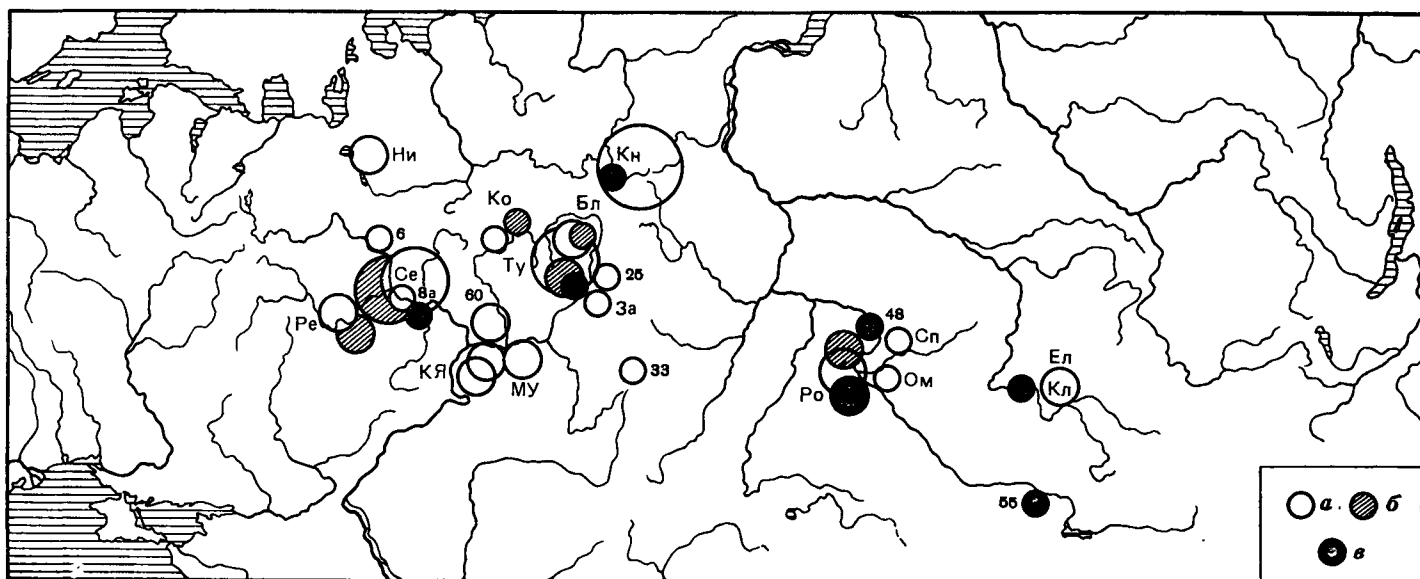 Кн
Ни
Ко
Бл
6
Се
Ту
25
8а
60
За
48
Ре
Сп
КЯ
МУ
33
Ом
Ел
Кл
Ро
55
а
б
в